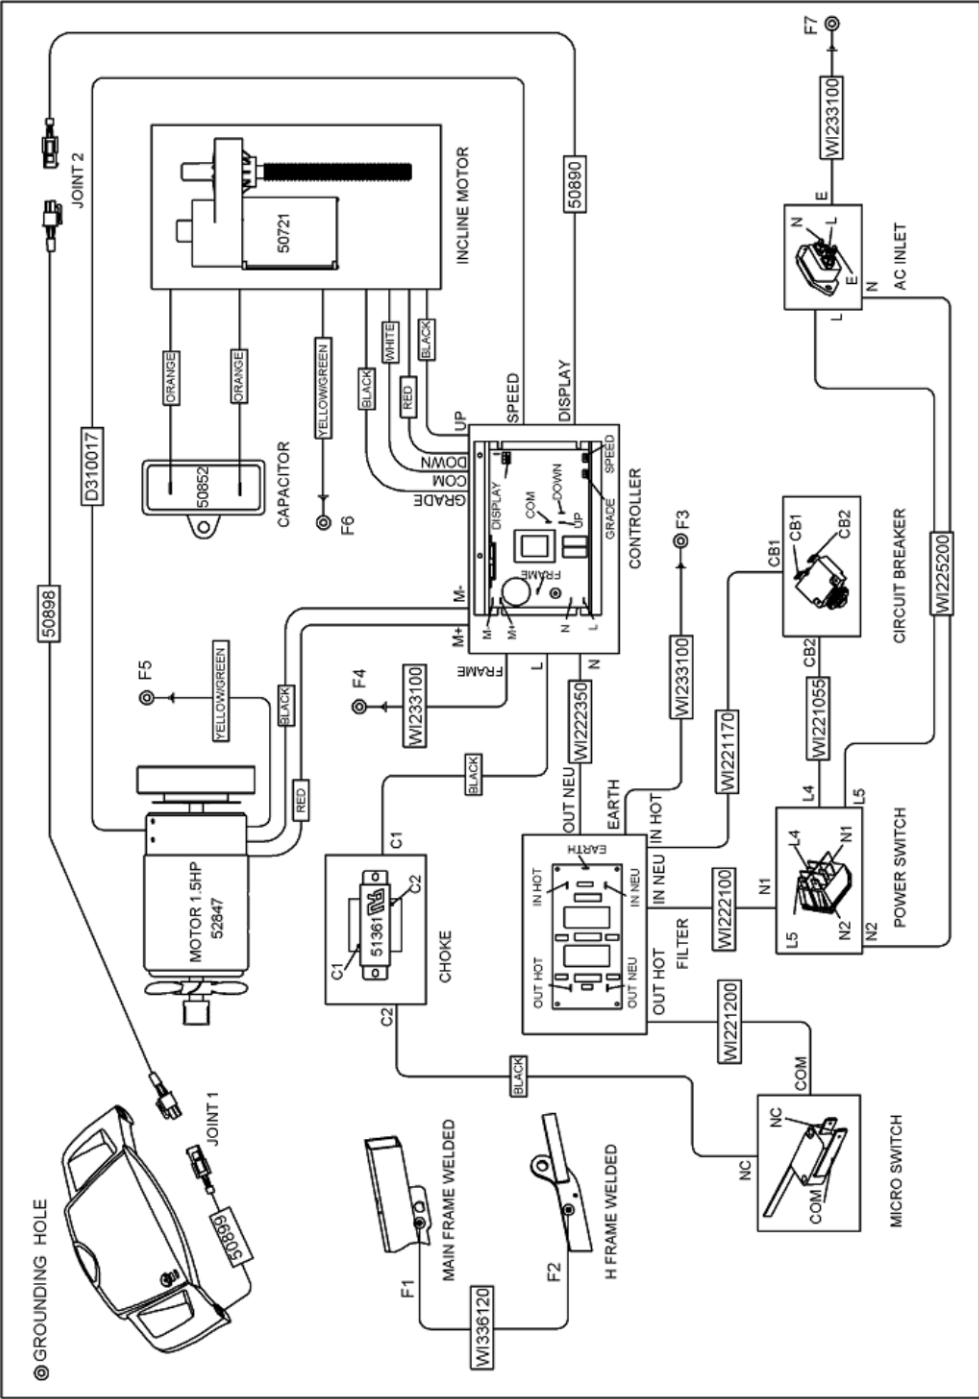 GROUNDING HOLE
50899
JOINT 1
50898
JOINT 2
D310017
50890
MOTOR 1.5HP
52847
YELLOW/GREEN
F5
BLACK
RED
50852
CAPACITOR
ORANGE
ORANGE
YELLOW/GREEN
F6
50721
INCLINE MOTOR
BLACK
WHITE
RED
BLACK
UP
DOWN
COM
GRADE
SPEED
DISPLAY
M-
M+
FRAME
L
N
DISPLAY
COM
DOWN
UP
GRADE
SPEED
FRAME
M-
M+
N
L
CONTROLLER
F4
WI233100
BLACK
WI222350
F3
WI233100
C1
C2
C1
51361
C2
CHOKE
BLACK
MAIN FRAME WELDED
F1
WI336120
F2
H FRAME WELDED
OUT NEU
EARTH
IN HOT
IN NEU
OUT HOT
FILTER
EARTH
IN HOT
IN NEU
OUT HOT
OUT NEU
WI221170
WI222100
WI221200
NC
COM
NC
COM
MICRO SWITCH
N1
L4
L5
N2
L4
N1
L5
N2
POWER SWITCH
WI221055
CB2
CB1
CB1
CB2
CIRCUIT BREAKER
WI225200
L
N
E
N
L
E
AC INLET
WI233100
F7